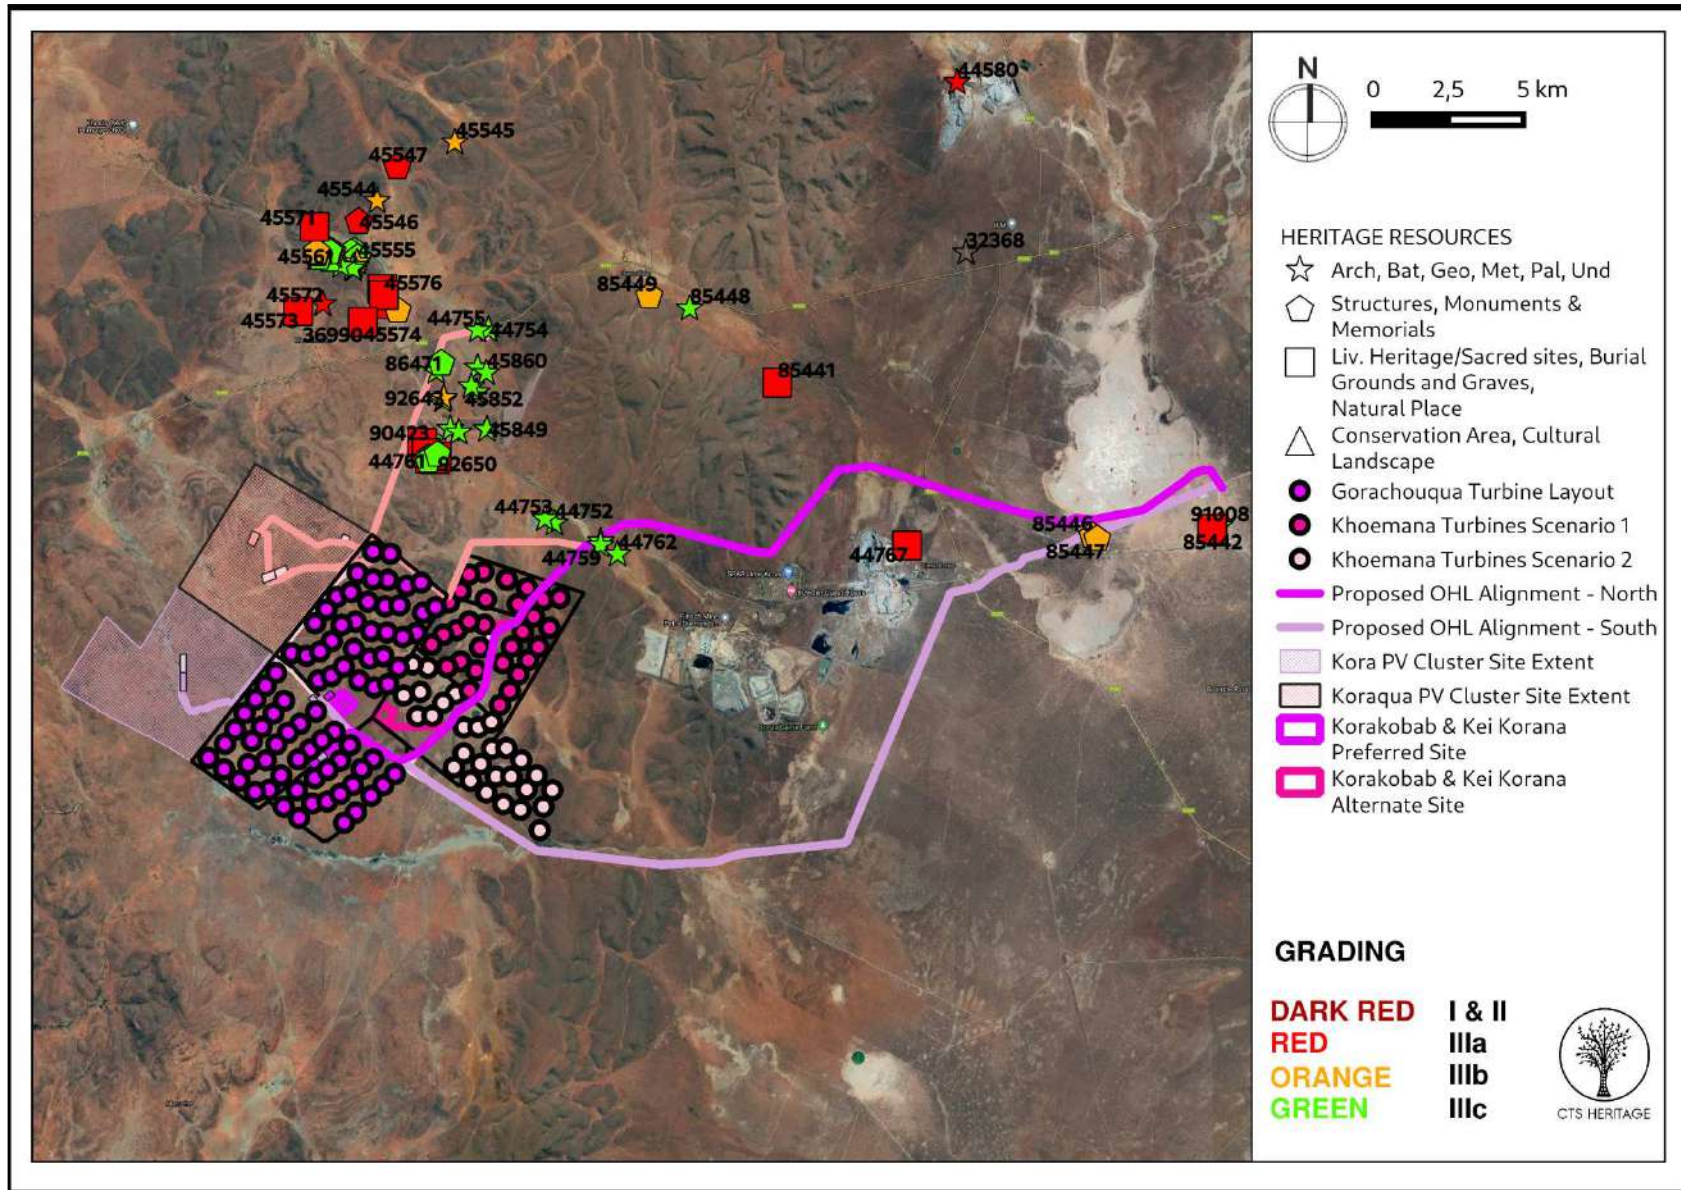 44580
45545
45547
45544
45571
45546
45555
32368
45576
85449
85448
45572
45573
36990
45574
44755
44754
86471
45860
85441
45852
90423
45849
44761
92650
44753
44752
44762
44759
85446
91008
44767
85447
85442
N
0 2,5 5 km
HERITAGE RESOURCES
Arch, Bat, Geo, Met, Pal, Und
Structures, Monuments &
Memorials
Liv. Heritage/Sacred sites, Burial
Grounds and Graves,
Natural Place
Conservation Area, Cultural
Landscape
Gorachouqua Turbine Layout
Khoemana Turbines Scenario 1
Khoemana Turbines Scenario 2
Proposed OHL Alignment - North
Proposed OHL Alignment - South
Kora PV Cluster Site Extent
Koraqua PV Cluster Site Extent
Korakobab & Kei Korana
Preferred Site
Korakobab & Kei Korana
Alternate Site
GRADING
DARK RED I & II
RED IIIa
ORANGE IIIb
GREEN IIIc
CTS HERITAGE